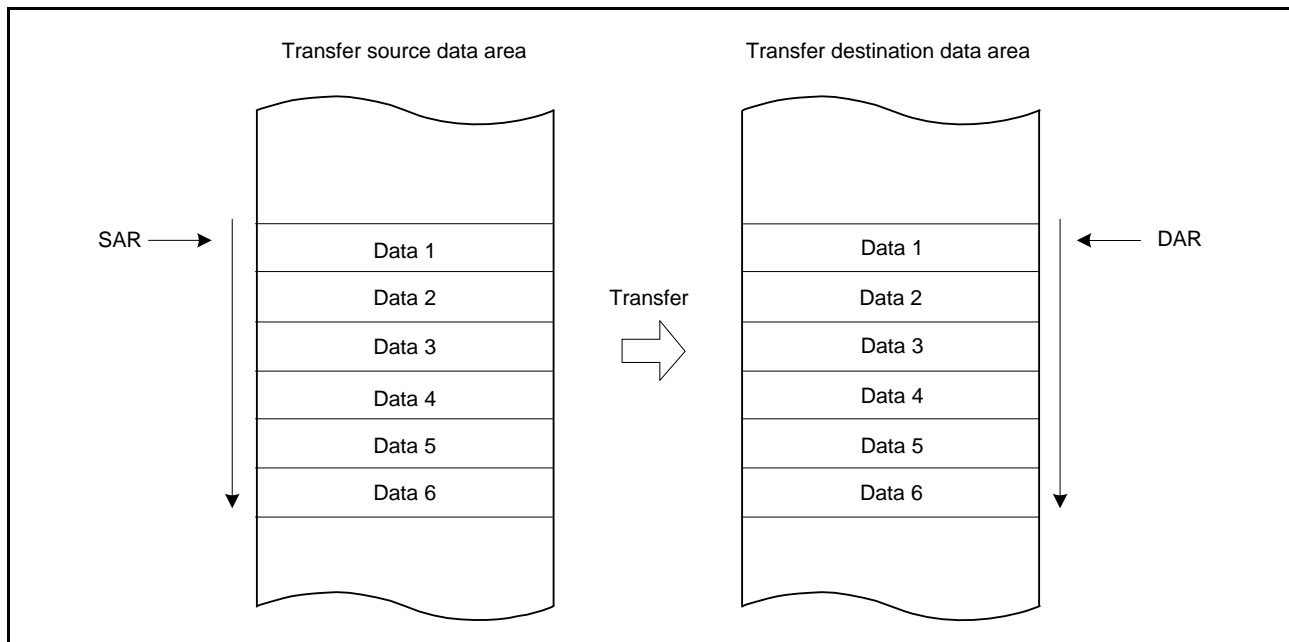 Transfer source data area
Transfer destination data area
SAR
Data 1
Data 2
Data 3
Data 4
Data 5
Data 6
Transfer
Data 1
Data 2
Data 3
Data 4
Data 5
Data 6
DAR